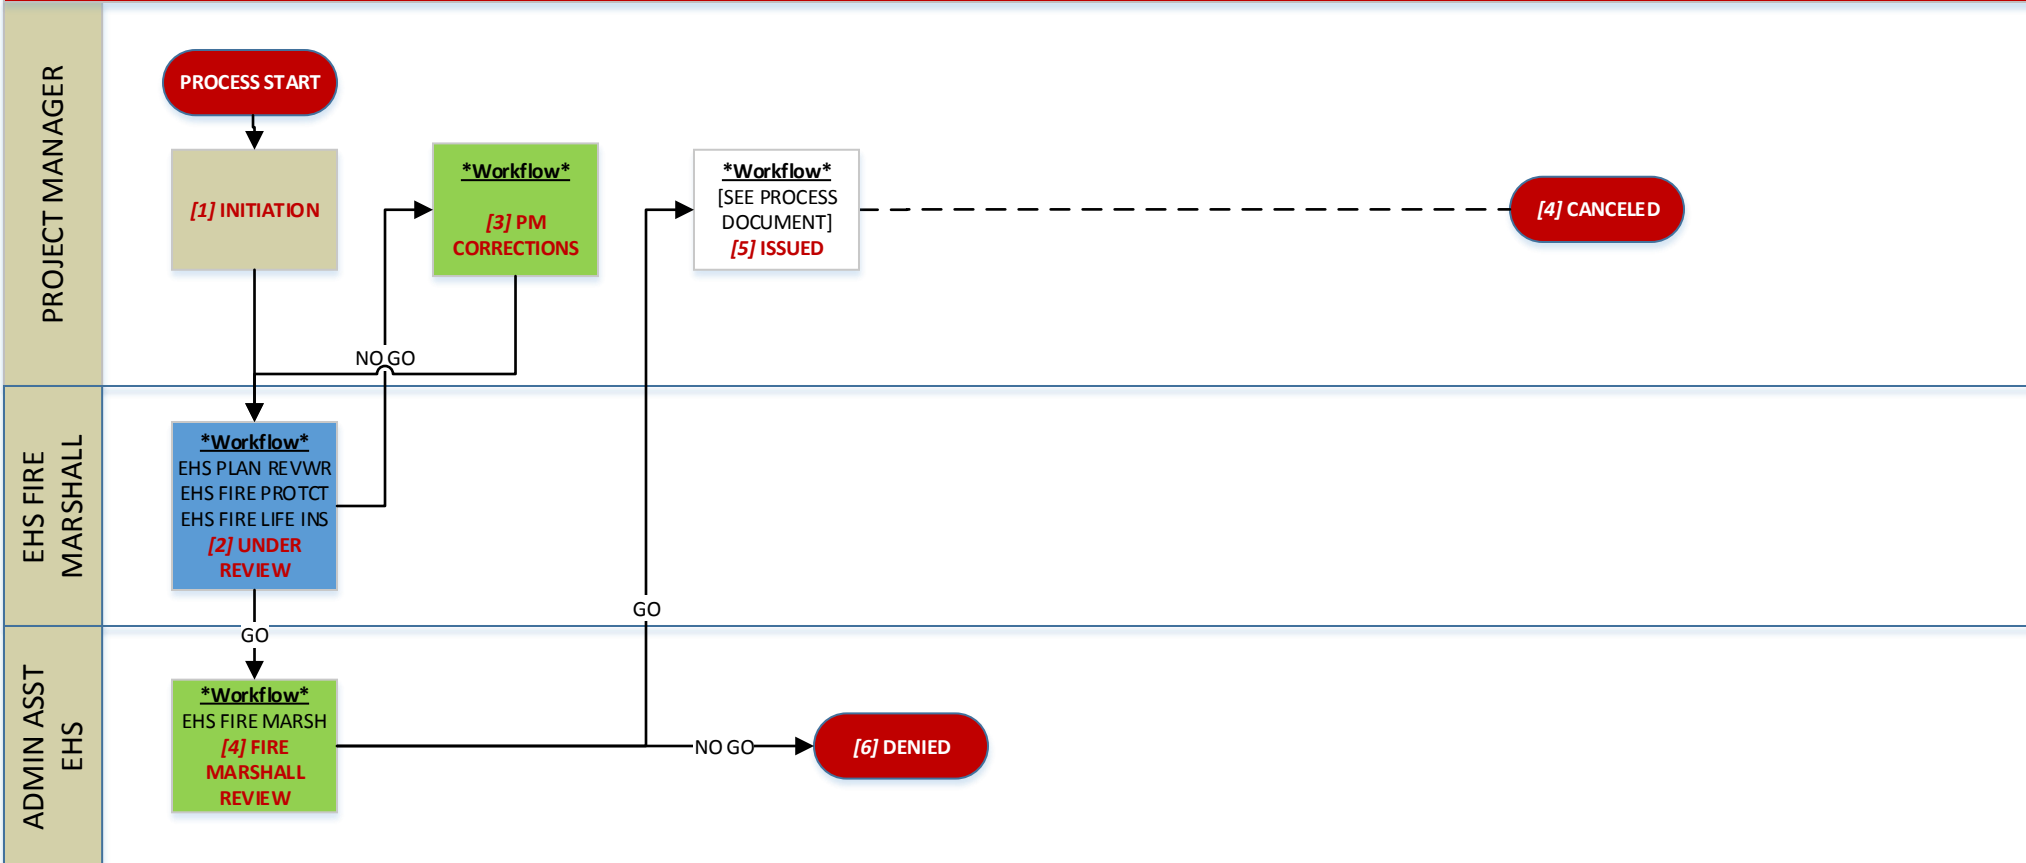 PROJECT MANAGER
PROCESS START
[1] INITIATION
*Workflow*
[3] PM
CORRECTIONS
*Workflow*
[SEE PROCESS
DOCUMENT]
[5] ISSUED
[4] CANCELED
NO GO
EHS FIRE
MARSHALL
*Workflow*
EHS PLAN REVWR
EHS FIRE PROTCT
EHS FIRE LIFE INS
[2] UNDER
REVIEW
GO
GO
ADMIN ASST
EHS
*Workflow*
EHS FIRE MARSH
[4] FIRE
MARSHALL
REVIEW
NO GO
[6] DENIED